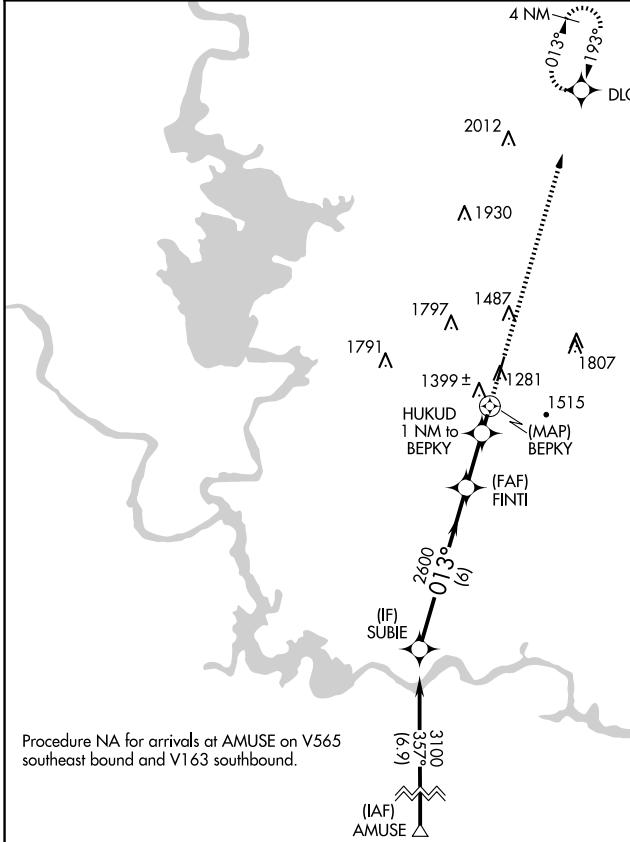 4 NM
013°
193°
DLC
2012
1930
1797
1487
1791
1807
1399 ±
1281
1515
HUKUD
1 NM to
BEPKY
(MAP)
BEPKY
(FAF)
FINTI
2600
013°
(6)
(IF)
SUBIE
3100
357°
(6.9)
Procedure NA for arrivals at AMUSE on V565
southeast bound and V163 southbound.
(IAF)
AMUSE